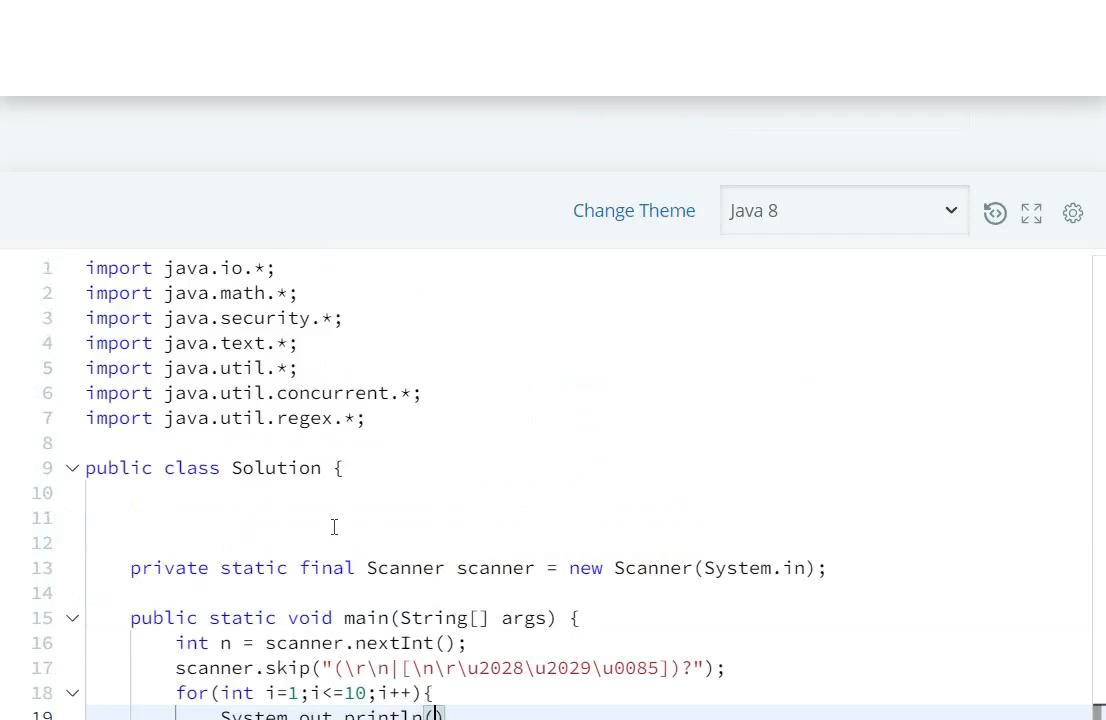 Change Theme Java 8
1 import java.io.*;
2 import java.math.*;
3 import java.security.*;
4 import java.text.*;
5 import java.util.*;
6 import java.util.concurrent.*;
7 import java.util.regex.*;
8
9 public class Solution {
10
11
12
13 private static final Scanner scanner = new Scanner(System.in);
14
15 public static void main(String[] args) {
16 int n = scanner.nextInt();
17 scanner.skip("(\r\n|[\n\r\u2028\u2029\u0085])?");
18 for(int i=1;i<=10;i++){
19 System.out.println()